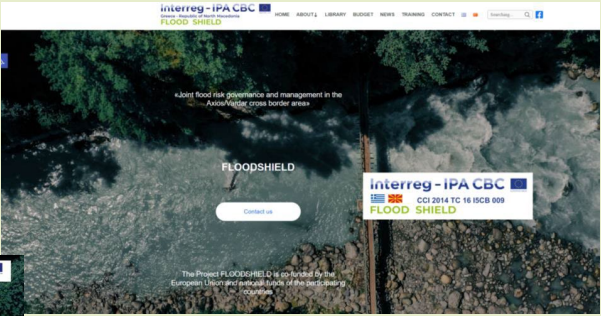 Interreg - IPA CBC
Greece - Republic of North Macedonia
FLOOD SHIELD
HOME ABOUT LIBRARY BUDGET NEWS TRAINING CONTACT
«Joint flood risk governance and management in the
Axios/Vardar cross border area»
FLOODSHIELD
Contact us
Interreg - IPA CBC
CCI 2014 TC 16 I5CB 009
FLOOD SHIELD
The Project FLOODSHIELD is co-funded by the
European Union and national funds of the participating
countries